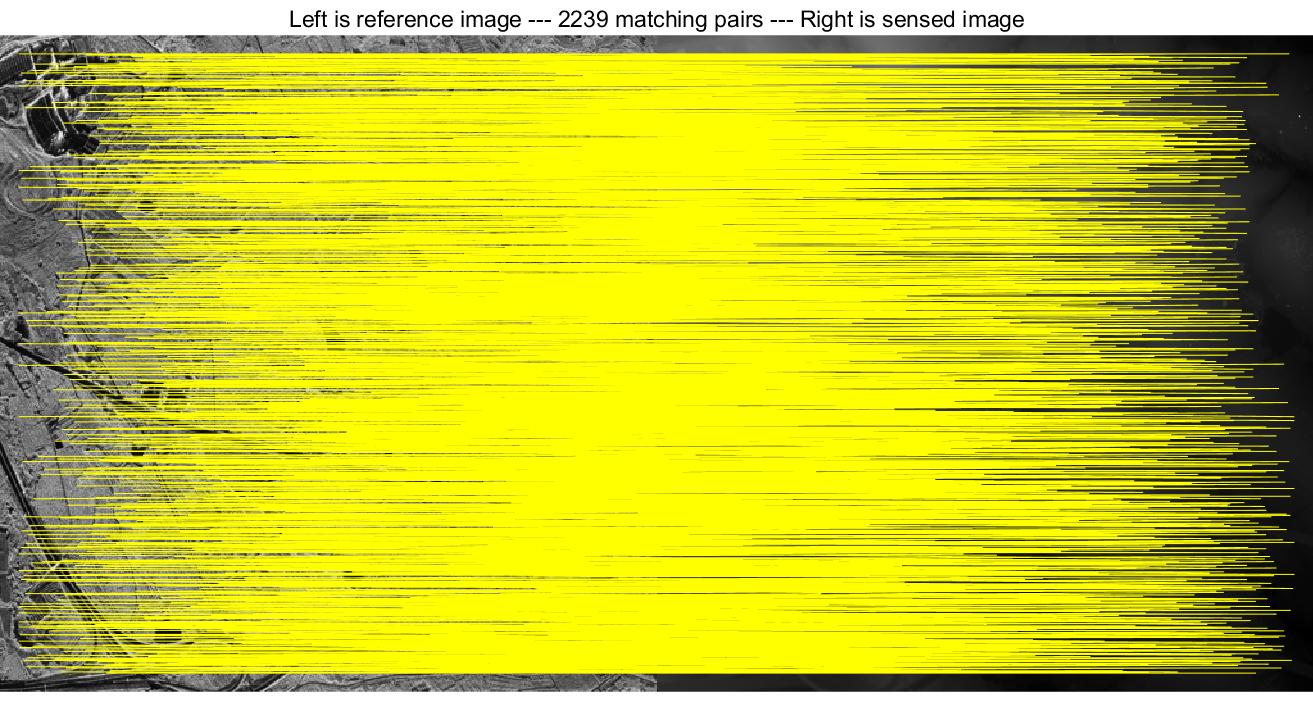 Left is reference image --- 2239 matching pairs --- Right is sensed image